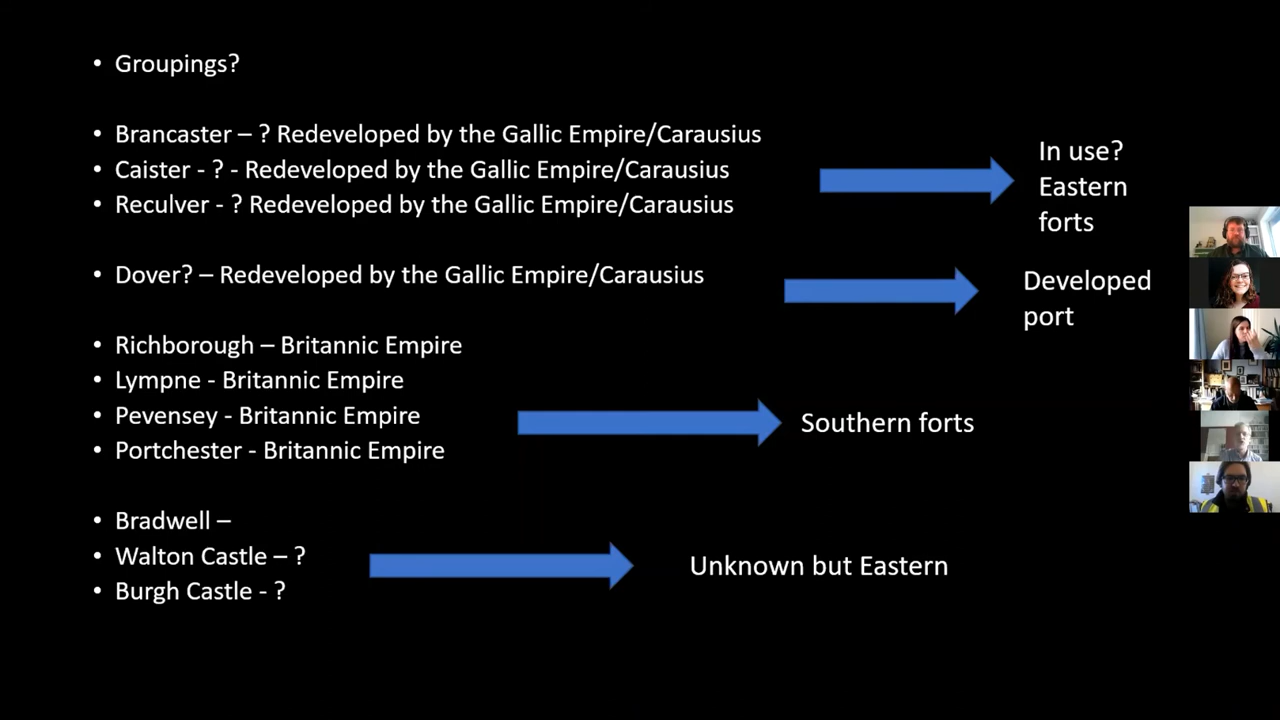 • Groupings?
• Brancaster – ? Redeveloped by the Gallic Empire/Carausius
• Caister - ? - Redeveloped by the Gallic Empire/Carausius
• Reculver - ? Redeveloped by the Gallic Empire/Carausius
In use?
Eastern
forts
• Dover? – Redeveloped by the Gallic Empire/Carausius
Developed
port
• Richborough – Britannic Empire
• Lympne - Britannic Empire
• Pevensey - Britannic Empire
• Portchester - Britannic Empire
Southern forts
• Bradwell –
• Walton Castle – ?
• Burgh Castle - ?
Unknown but Eastern